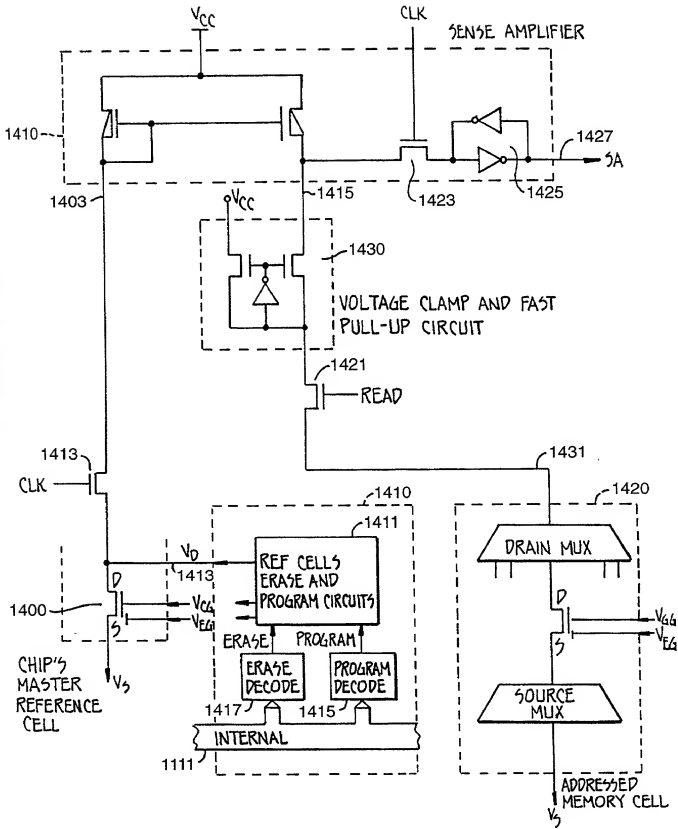 CLK
VCC
SENSE AMPLIFIER
1410
1427
SA
1403
1415
1423
1425
VCC
1430
VOLTAGE CLAMP AND FAST
PULL-UP CIRCUIT
1421
READ
1413
CLK
1431
1410
1420
1411
DRAIN MUX
VD
1413
REF CELLS
ERASE AND
PROGRAM CIRCUITS
D
1400
VCG
VEG
S
D
VGG
VEG
S
ERASE
PROGRAM
CHIP'S
MASTER
REFERENCE
CELL
VS
ERASE
DECODE
PROGRAM
DECODE
SOURCE
MUX
1417
1415
INTERNAL
1111
ADDRESSED
MEMORY CELL
VS